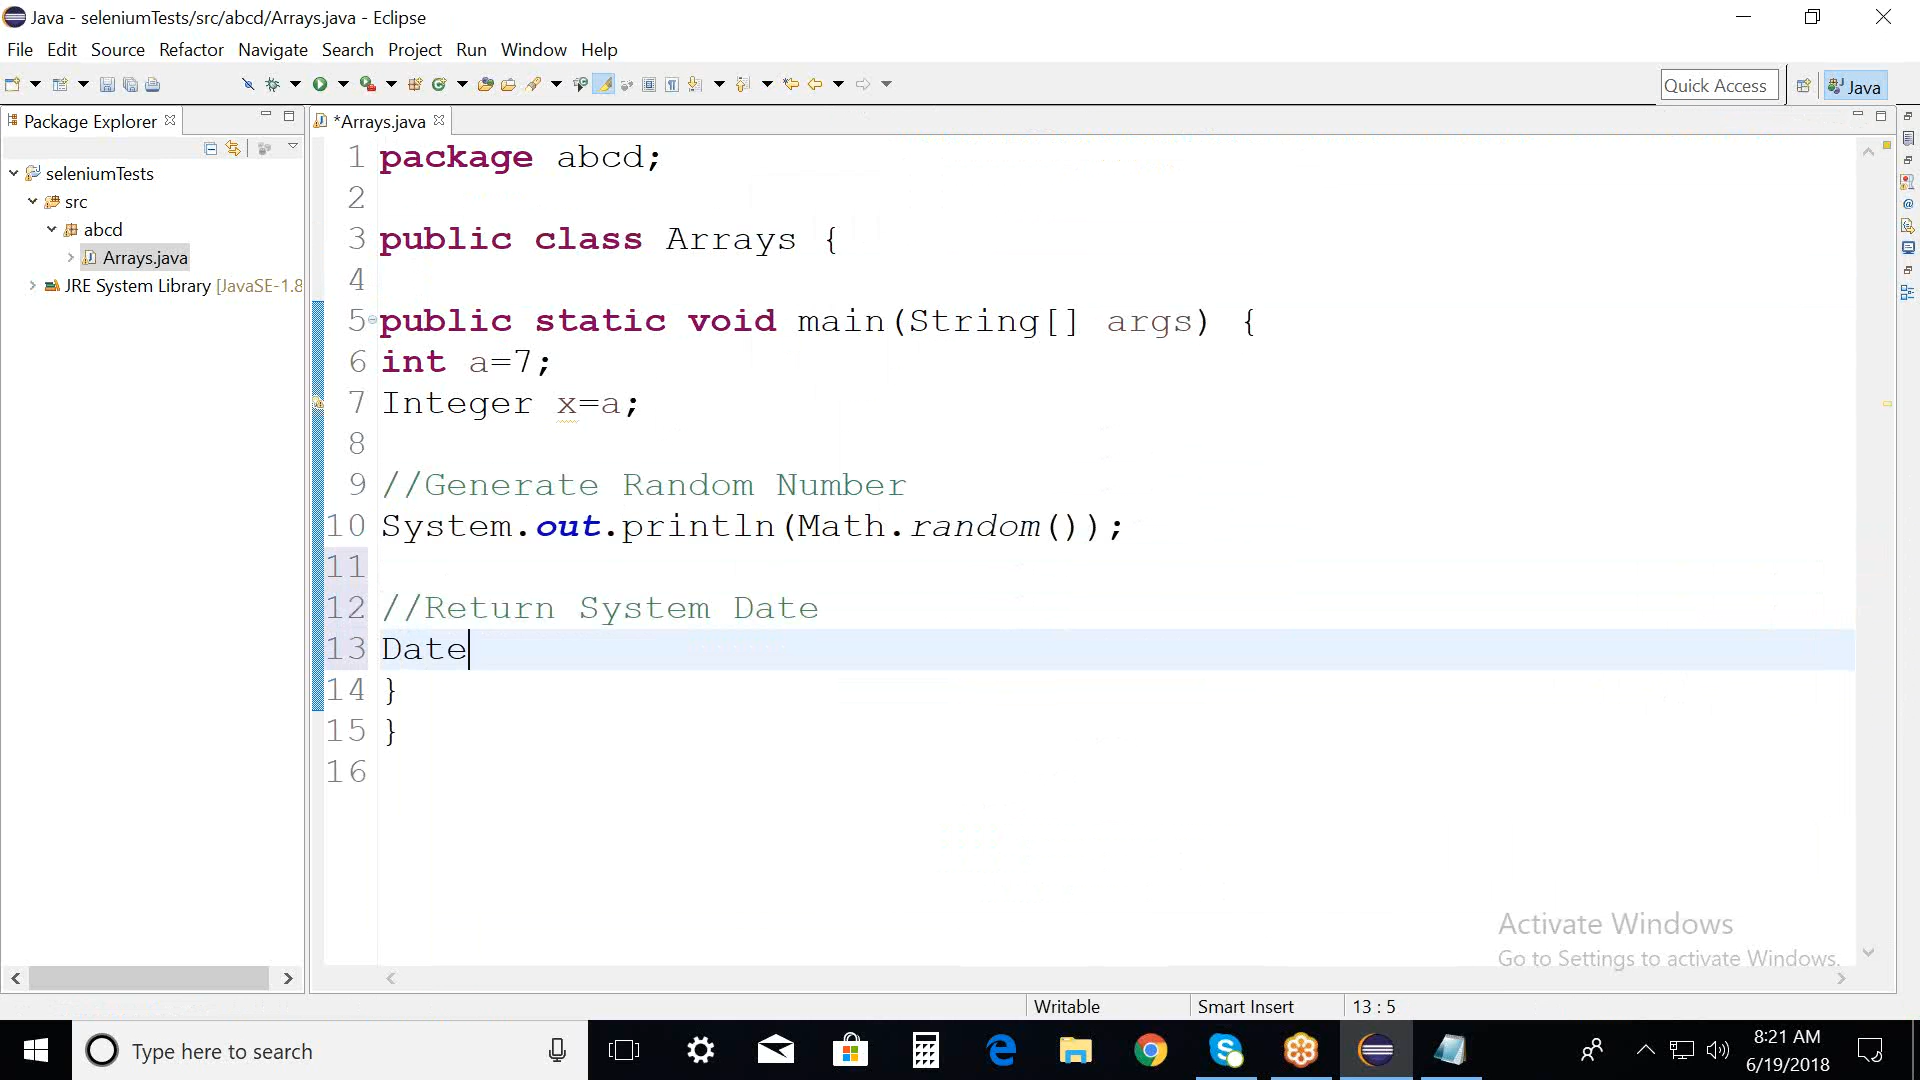 Java - seleniumTests/src/abcd/Arrays.java - Eclipse
File Edit Source Refactor Navigate Search Project Run Window Help
Quick Access
Java
Package Explorer
*Arrays.java
seleniumTests
src
abcd
Arrays.java
JRE System Library [JavaSE-1.8
1 package abcd;
2
3 public class Arrays {
4
5 public static void main(String[] args) {
6 int a=7;
7 Integer x=a;
8
9 //Generate Random Number
10 System.out.println(Math.random());
11
12 //Return System Date
13 Date
14 }
15 }
16
Activate Windows
Go to Settings to activate Windows.
Writable
Smart Insert
13 : 5
Type here to search
8:21 AM
6/19/2018